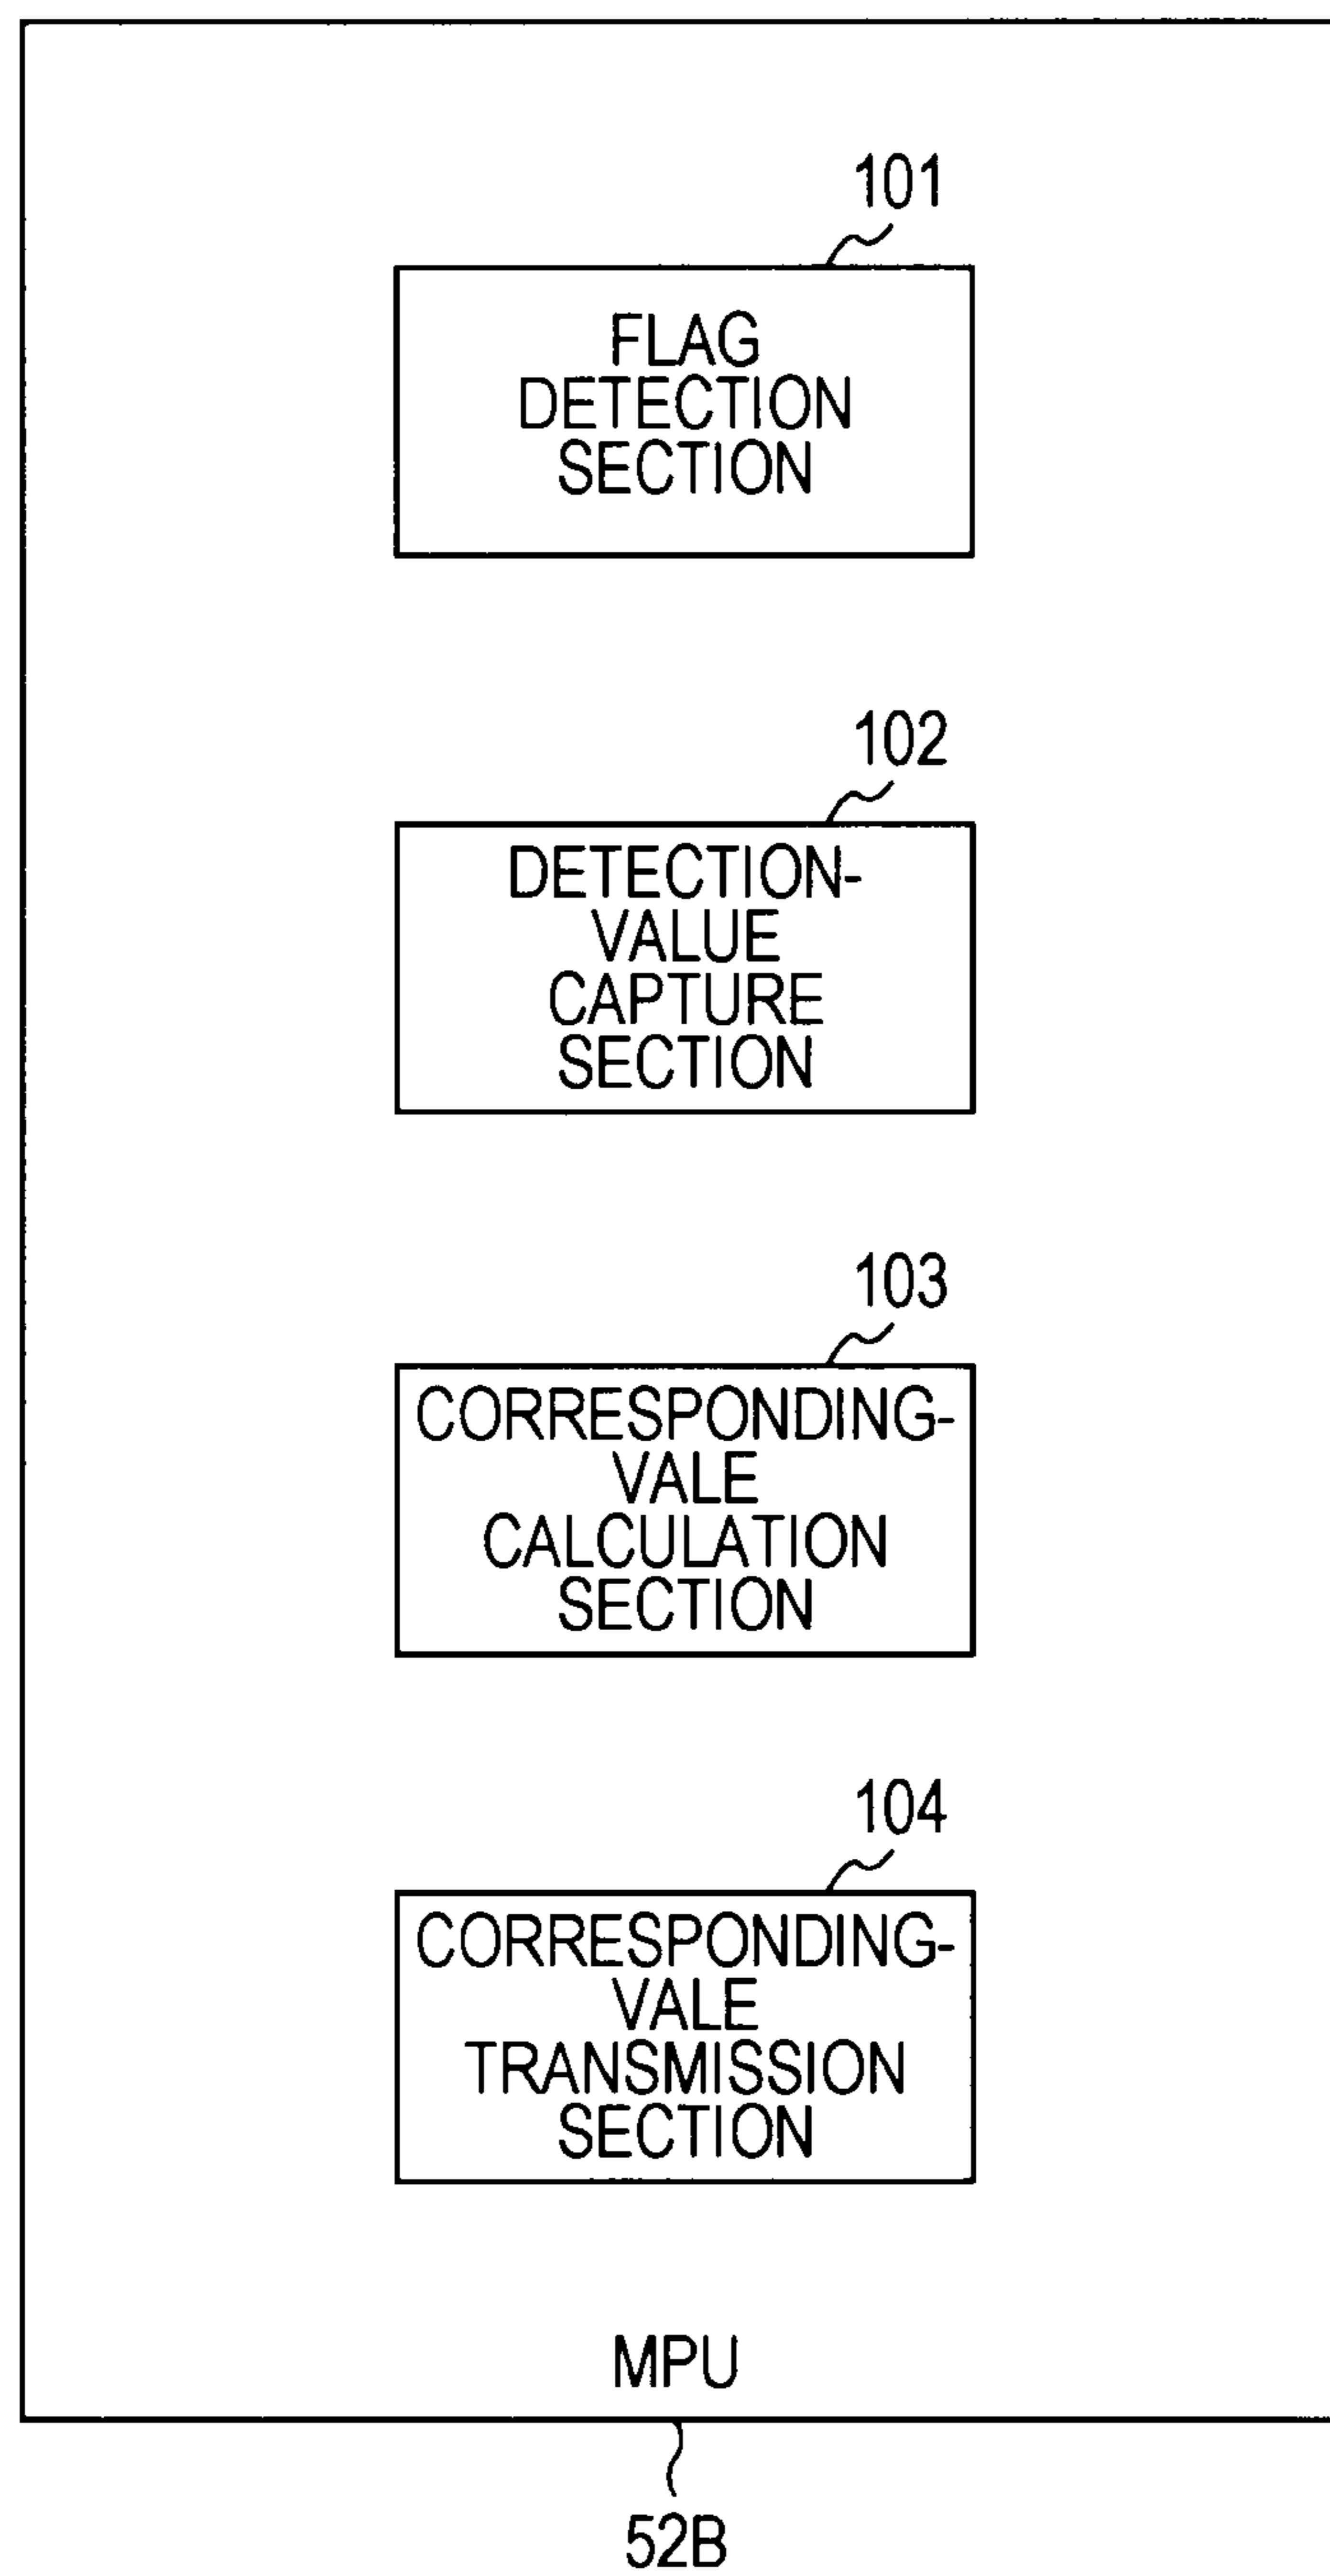 101
FLAG
DETECTION
SECTION
102
DETECTION-
VALUE
CAPTURE
SECTION
103
CORRESPONDING-
VALE
CALCULATION
SECTION
104
CORRESPONDING-
VALE
TRANSMISSION
SECTION
MPU
52B